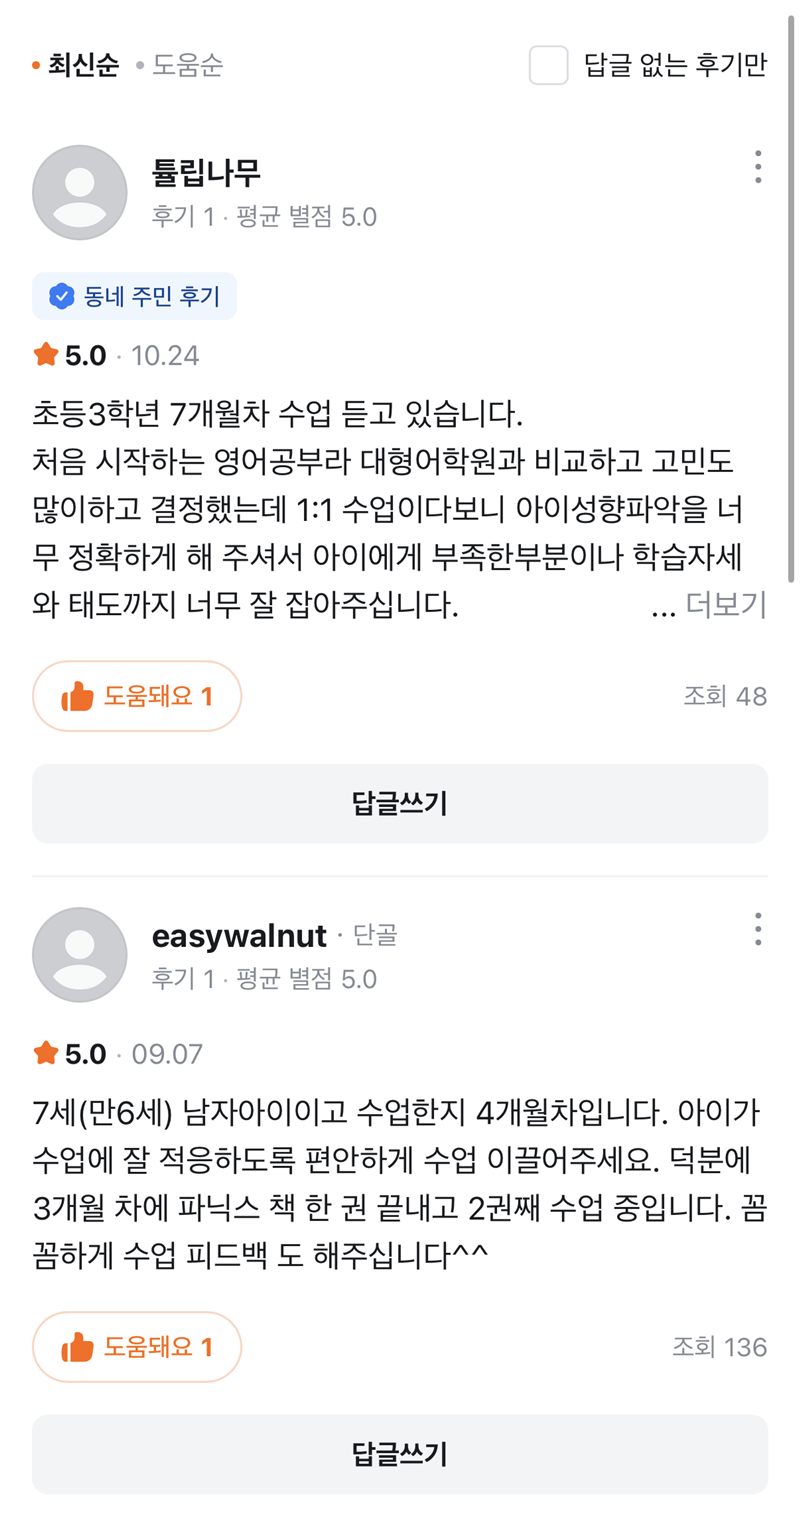 • 최신순 • 도움순 답글 없는 후기만
튤립나무
후기 1 · 평균 별점 5.0
동네 주민 후기
5.0 · 10.24
초등3학년 7개월차 수업 듣고 있습니다.
처음 시작하는 영어공부라 대형어학원과 비교하고 고민도
많이하고 결정했는데 1:1 수업이다보니 아이성향파악을 너
무 정확하게 해 주셔서 아이에게 부족한부분이나 학습자세
와 태도까지 너무 잘 잡아주십니다. ... 더보기
도움돼요 1 조회 48
답글쓰기
easywalnut · 단골
후기 1 · 평균 별점 5.0
5.0 · 09.07
7세(만6세) 남자아이이고 수업한지 4개월차입니다. 아이가
수업에 잘 적응하도록 편안하게 수업 이끌어주세요. 덕분에
3개월 차에 파닉스 책 한 권 끝내고 2권째 수업 중입니다. 꼼
꼼하게 수업 피드백 도 해주십니다^^
도움돼요 1 조회 136
답글쓰기